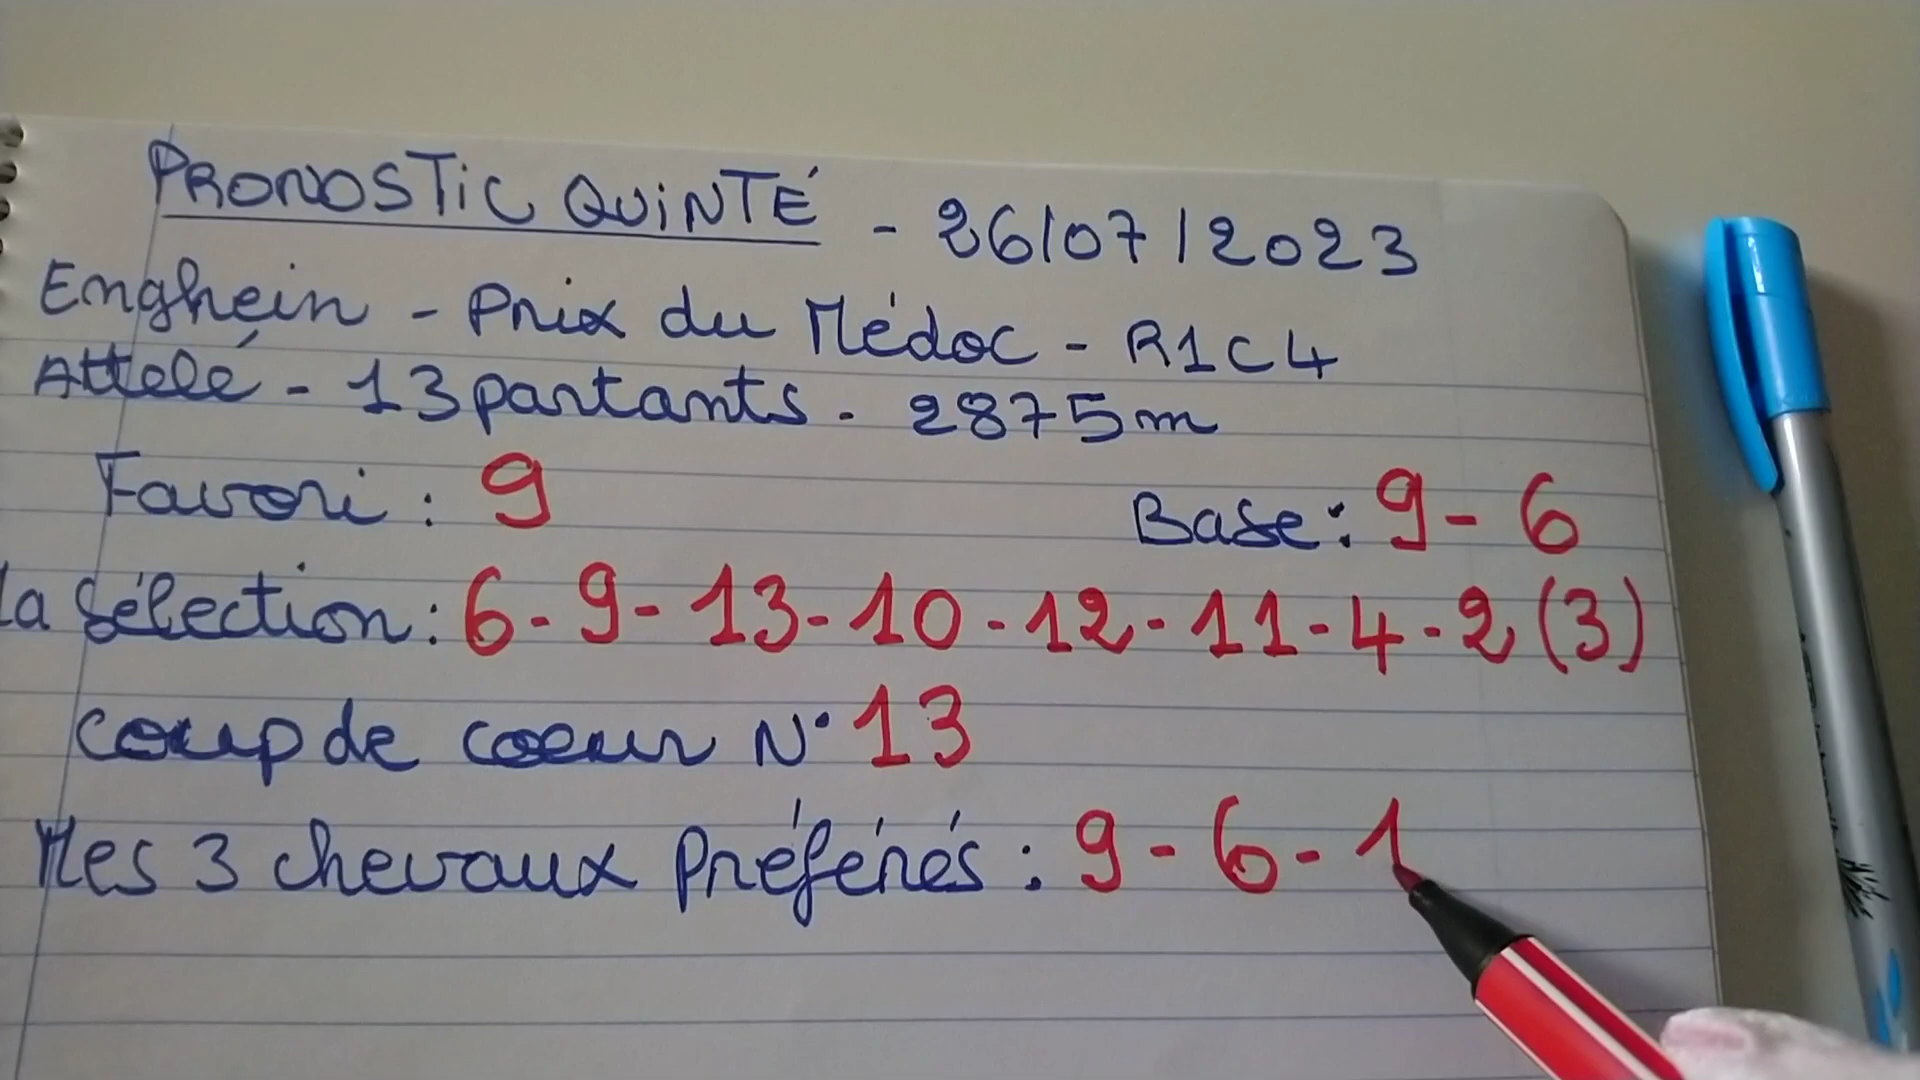 PRONOSTIC QUINTÉ - 26/07/2023
Enghein - Prix du Médoc - R1C4
Attelé - 13 partants - 2875m
Favori : 9 Base : 9 - 6
la Sélection : 6 - 9 - 13 - 10 - 12 - 11 - 4 - 2 (3)
coup de coeur N° 13
Mes 3 chevaux préférés : 9 - 6 - 1